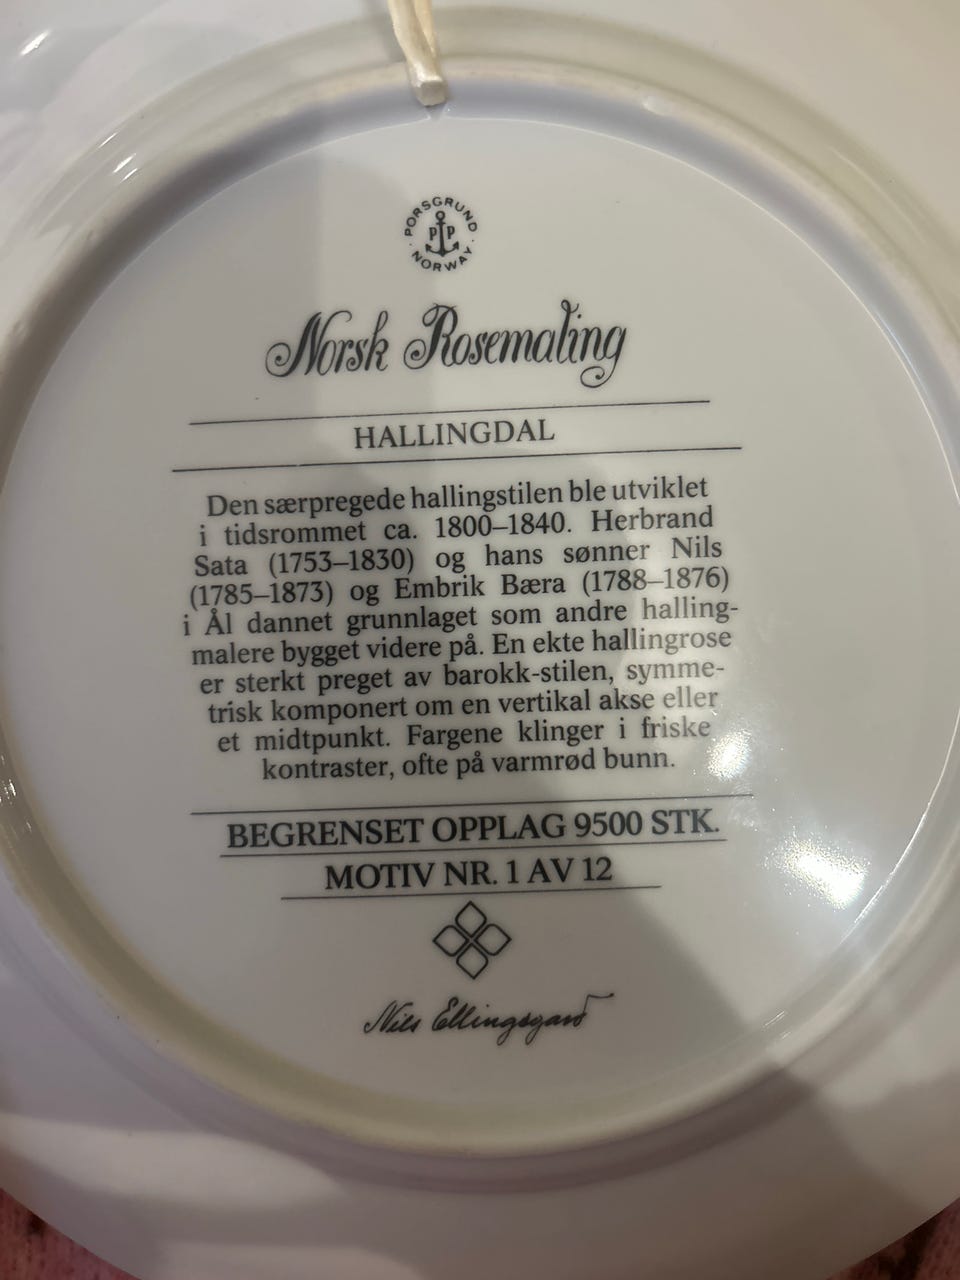 PORSGRUND
PP
NORWAY
Norsk Rosemaling
HALLINGDAL
Den særpregede hallingstilen ble utviklet
i tidsrommet ca. 1800–1840. Herbrand
Sata (1753–1830) og hans sønner Nils
(1785–1873) og Embrik Bæra (1788–1876)
i Ål dannet grunnlaget som andre halling-
malere bygget videre på. En ekte hallingrose
er sterkt preget av barokk-stilen, symme-
trisk komponert om en vertikal akse eller
et midtpunkt. Fargene klinger i friske
kontraster, ofte på varmrød bunn.
BEGRENSET OPPLAG 9500 STK.
MOTIV NR. 1 AV 12
Nils Ellingsgard